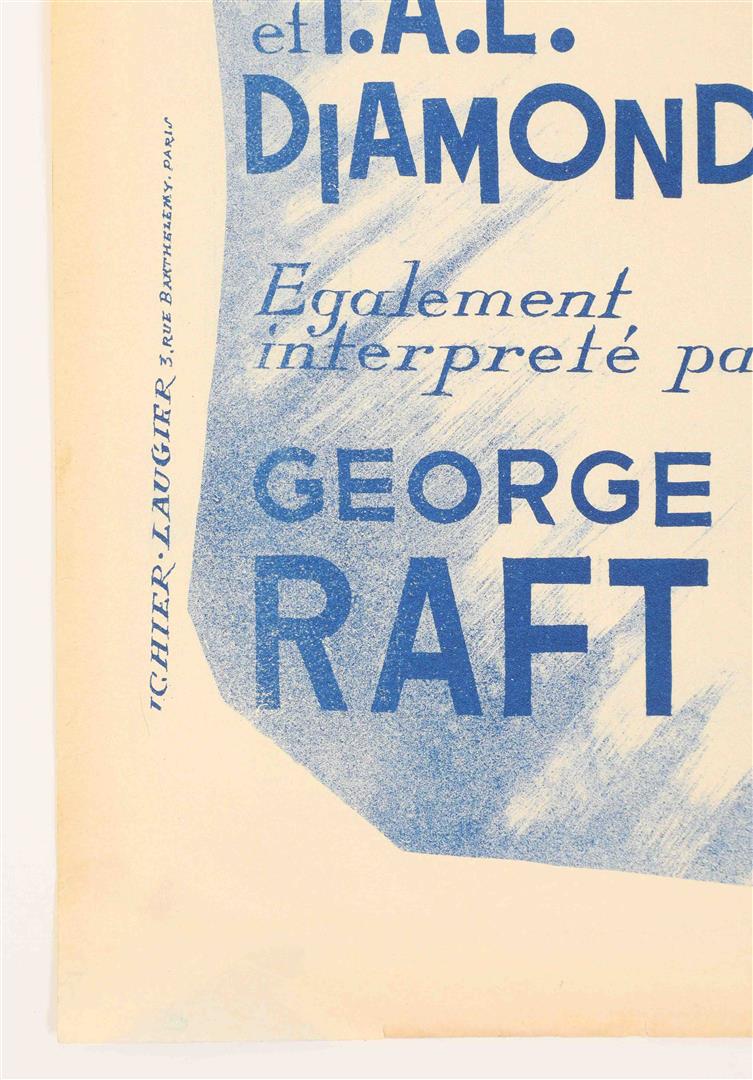 et I.A.L.
DIAMOND
Egalement
interpreté pa
GEORGE
RAFT
ICHIER·LAUGIER 3, RUE BARTHELEMY. PARIS